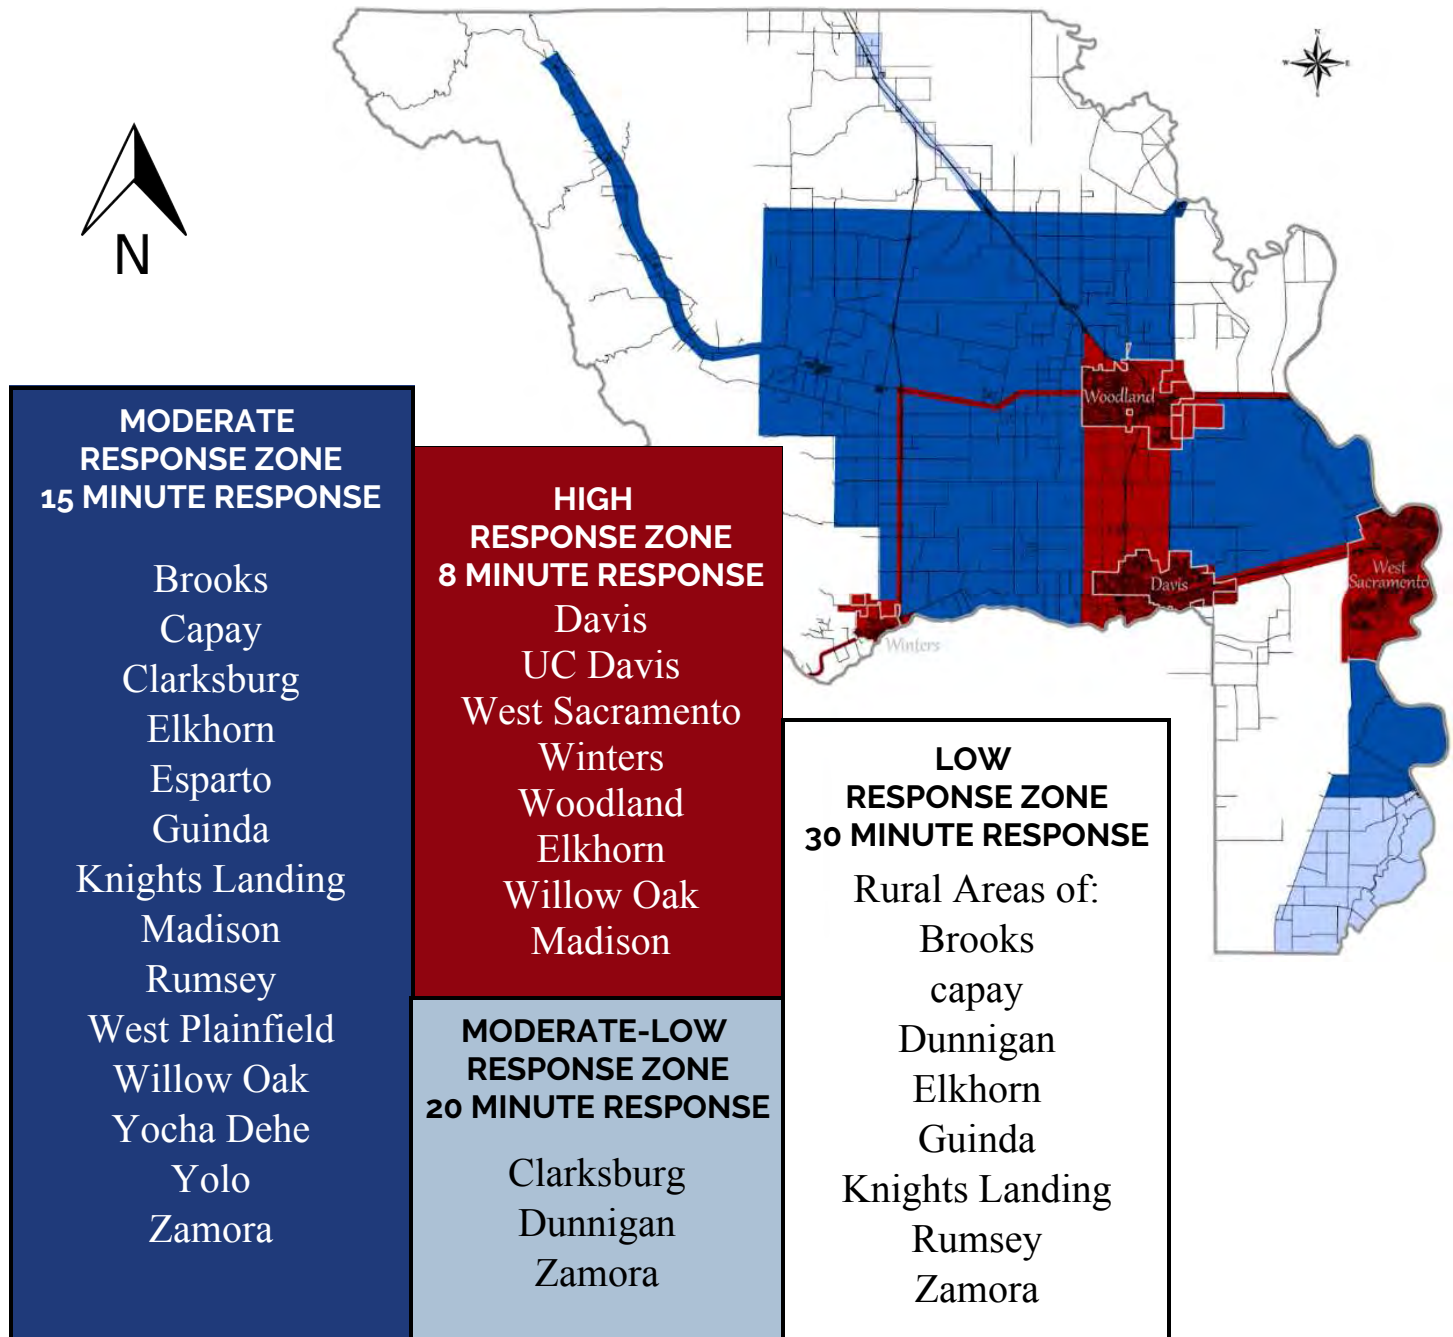 N
W
E
S
N
Woodland
Davis
West
Sacramento
Winters
MODERATE
RESPONSE ZONE
15 MINUTE RESPONSE
Brooks
Capay
Clarksburg
Elkhorn
Esparto
Guinda
Knights Landing
Madison
Rumsey
West Plainfield
Willow Oak
Yocha Dehe
Yolo
Zamora
HIGH
RESPONSE ZONE
8 MINUTE RESPONSE
Davis
UC Davis
West Sacramento
Winters
Woodland
Elkhorn
Willow Oak
Madison
MODERATE-LOW
RESPONSE ZONE
20 MINUTE RESPONSE
Clarksburg
Dunnigan
Zamora
LOW
RESPONSE ZONE
30 MINUTE RESPONSE
Rural Areas of:
Brooks
capay
Dunnigan
Elkhorn
Guinda
Knights Landing
Rumsey
Zamora